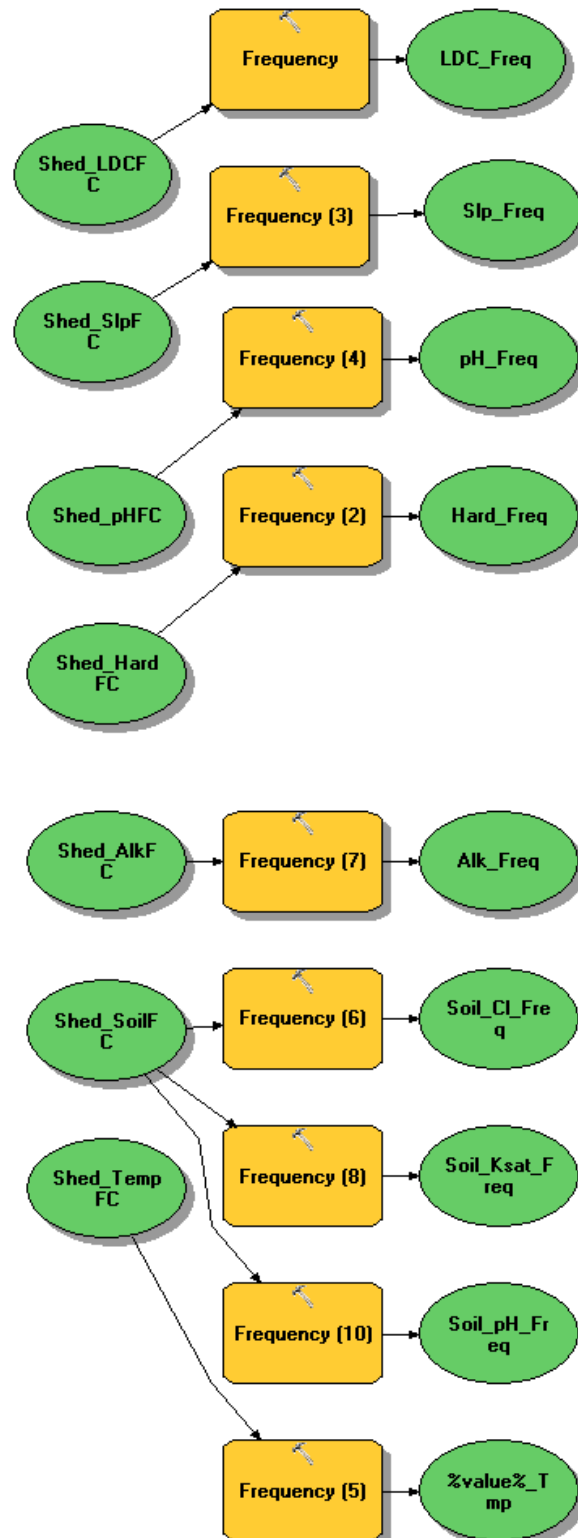 Frequency
LDC_Freq
Shed_LDCF
C
Frequency (3)
Slp_Freq
Shed_SlpF
C
Frequency (4)
pH_Freq
Shed_pHFC
Frequency (2)
Hard_Freq
Shed_Hard
FC
Shed_AlkF
C
Frequency (7)
Alk_Freq
Shed_SoilF
C
Frequency (6)
Soil_Cl_Fre
q
Shed_Temp
FC
Frequency (8)
Soil_Ksat_F
req
Frequency (10)
Soil_pH_Fr
eq
Frequency (5)
%value%_T
mp